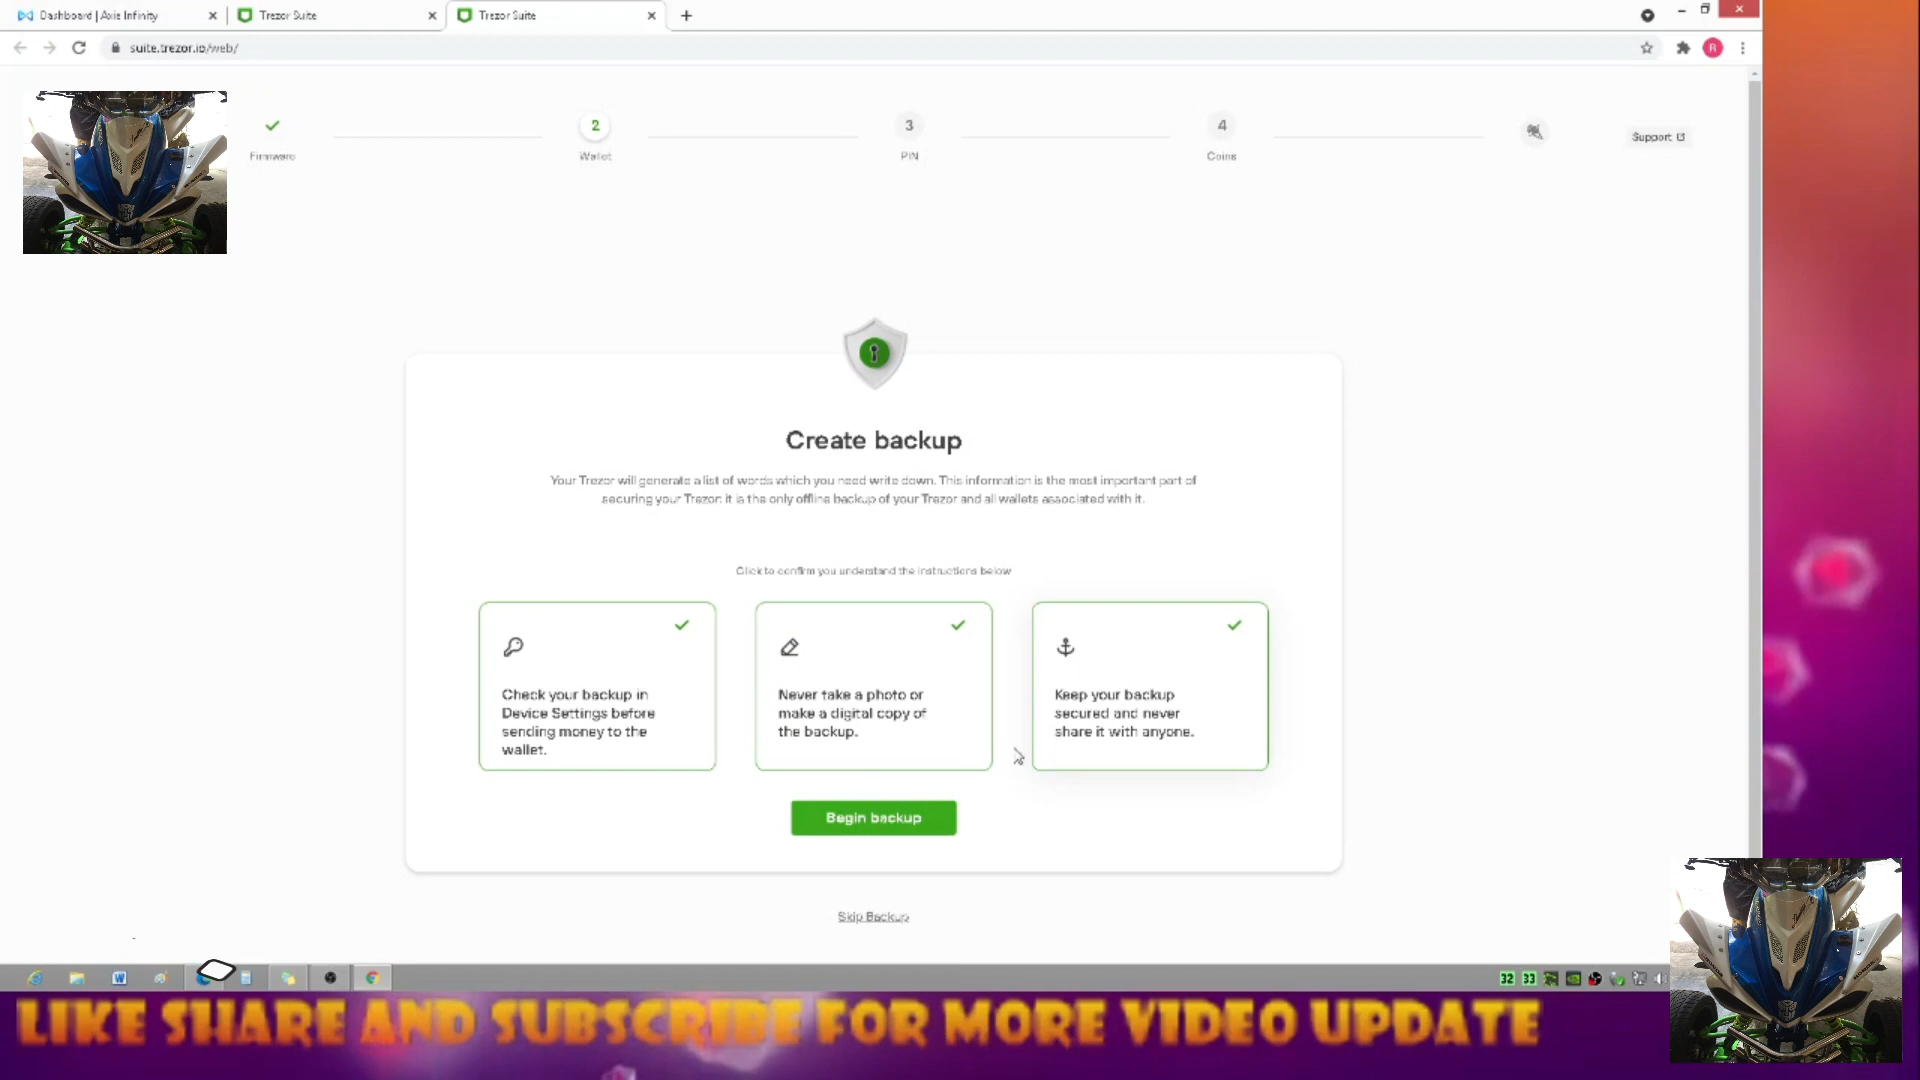 Dashboard | Axie Infinity
Trezor Suite
Trezor Suite
suite.trezor.io/web/
R
2
3
4
Support
Firmware
Wallet
PIN
Coins
Create backup
Your Trezor will generate a list of words which you need write down. This information is the most important part of
securing your Trezor: it is the only offline backup of your Trezor and all wallets associated with it.
Click to confirm you understand the instructions below
Check your backup in
Device Settings before
sending money to the
wallet.
Never take a photo or
make a digital copy of
the backup.
Keep your backup
secured and never
share it with anyone.
Begin backup
Skip Backup
32 33
LIKE SHARE AND SUBSCRIBE FOR MORE VIDEO UPDATE